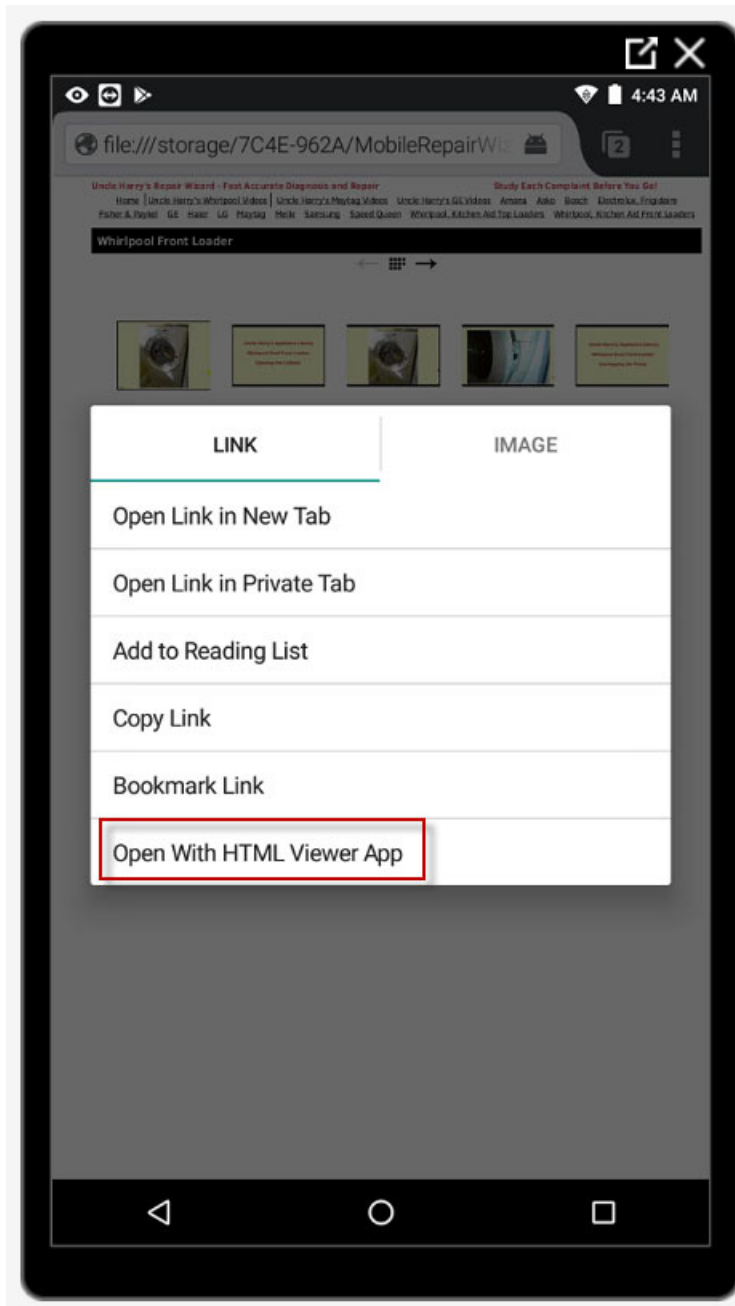 4:43 AM
file:///storage/7C4E-962A/MobileRepairWiz
2
Uncle Harry's Repair Wizard - Fast Accurate Diagnosis and Repair Study Each Complaint Before You Go!
Home | Uncle Harry's Whirlpool Videos | Uncle Harry's Maytag Videos Uncle Harry's GE Videos Amana Asko Bosch Electrolux, Frigidare
Fisher & Paykel GE Haier LG Maytag Meile Samsung Speed Queen Whirlpool, Kitchen Aid Top Loaders Whirlpool, Kitchen Aid Front Loaders
Whirlpool Front Loader
LINK IMAGE
Open Link in New Tab
Open Link in Private Tab
Add to Reading List
Copy Link
Bookmark Link
Open With HTML Viewer App